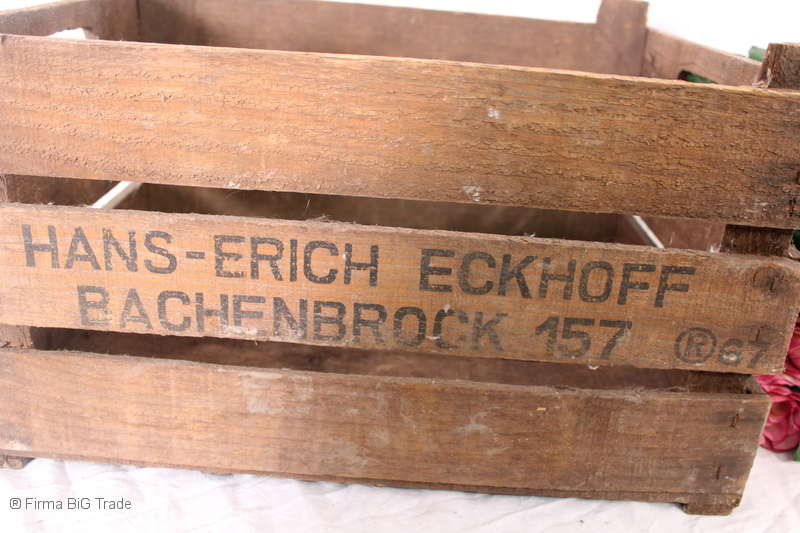 HANS-ERICH ECKHOFF
BACHENBROCK 157 ® 67
® Firma BiG Trade